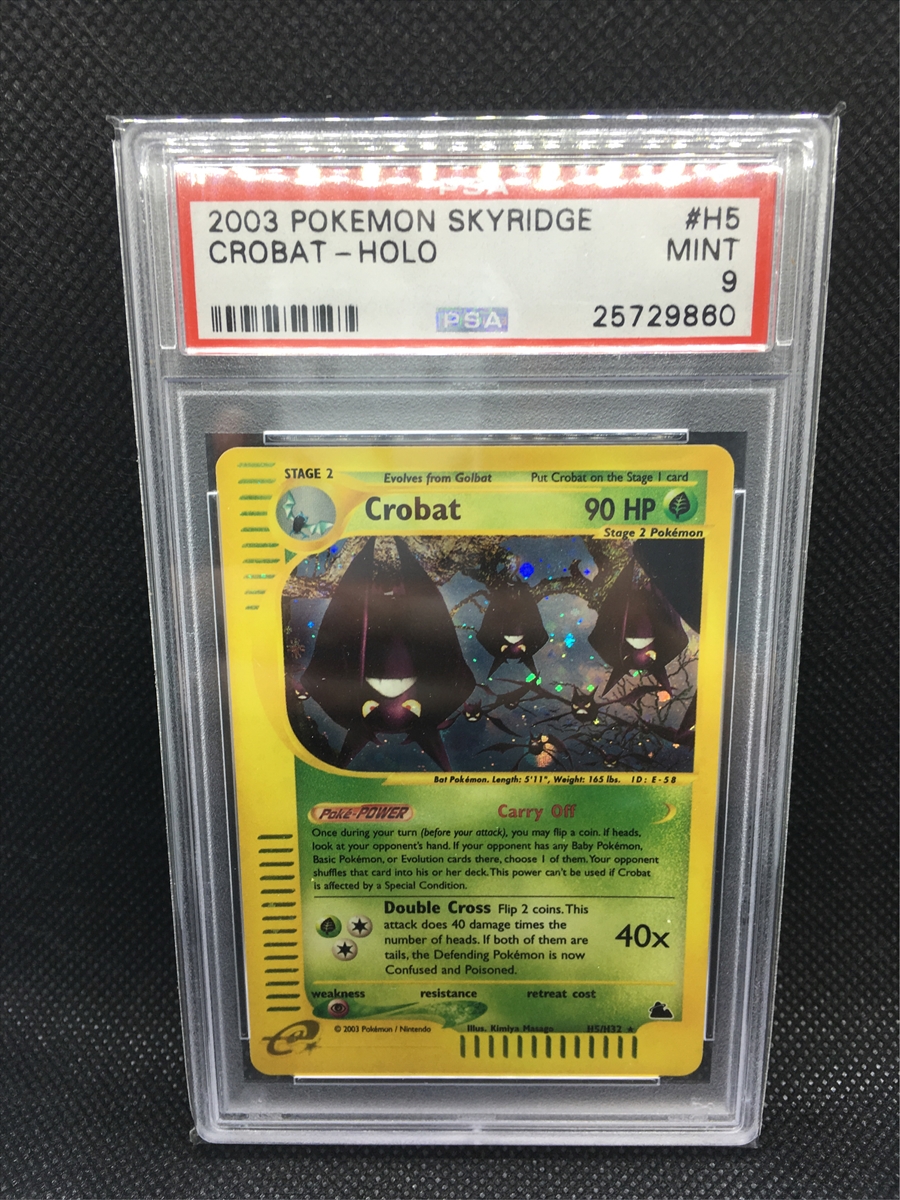 PSA
2003 POKEMON SKYRIDGE #H5
CROBAT - HOLO MINT
9
PSA 25729860
STAGE 2 Evolves from Golbat Put Crobat on the Stage 1 card
Crobat 90 HP
Stage 2 Pokémon
Bat Pokémon. Length: 5'11", Weight: 165 lbs. ID: E-58
Poké-POWER Carry Off
Once during your turn (before your attack), you may flip a coin. If heads,
look at your opponent's hand. If your opponent has any Baby Pokémon,
Basic Pokémon, or Evolution cards there, choose 1 of them. Your opponent
shuffles that card into his or her deck. This power can't be used if Crobat
is affected by a Special Condition.
Double Cross Flip 2 coins. This
attack does 40 damage times the
number of heads. If both of them are
tails, the Defending Pokémon is now
Confused and Poisoned.
40x
weakness resistance retreat cost
© 2003 Pokémon / Nintendo Illus. Kimiya Masago H5/H32 ★
e